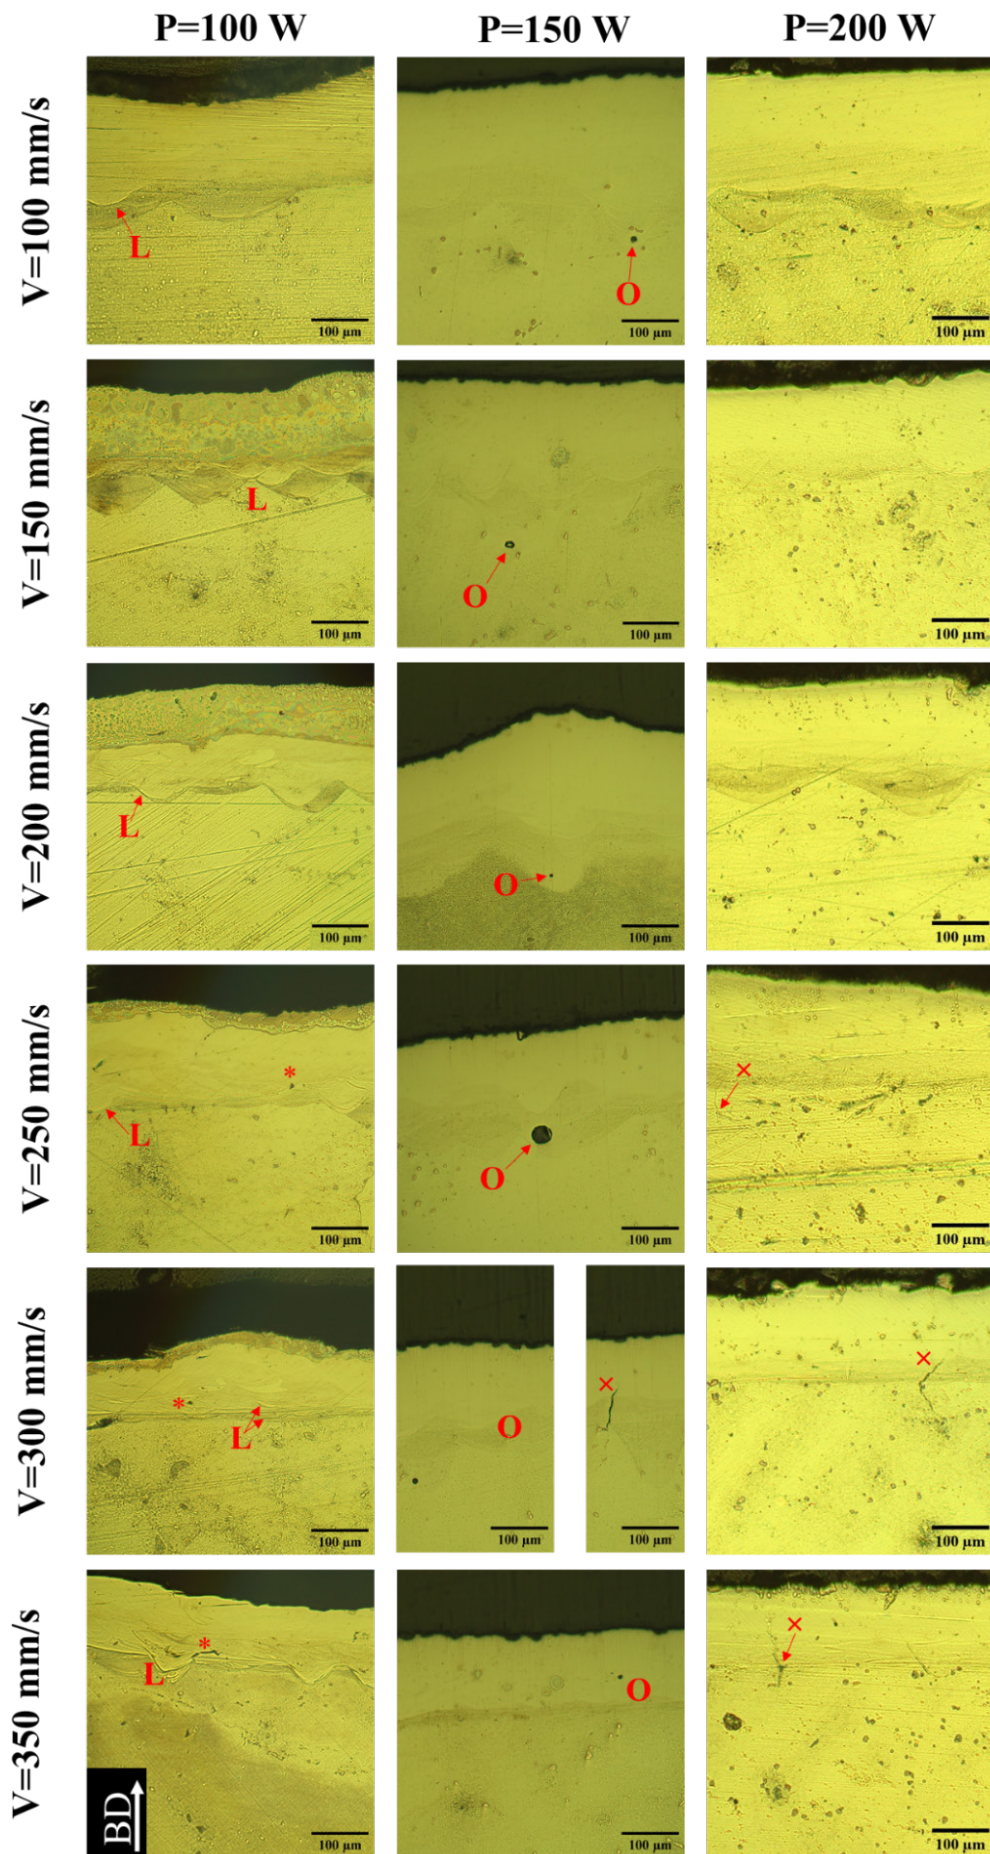 P=100 W P=150 W P=200 W
V=100 mm/s
L
O
100 µm 100 µm 100 µm
V=150 mm/s
L
O
100 µm 100 µm 100 µm
V=200 mm/s
L
O
100 µm 100 µm 100 µm
V=250 mm/s
*
×
L
O
100 µm 100 µm 100 µm
V=300 mm/s
×
×
*
L
O
100 µm 100 µm 100 µm 100 µm
V=350 mm/s
×
*
L
O
BD
100 µm 100 µm 100 µm